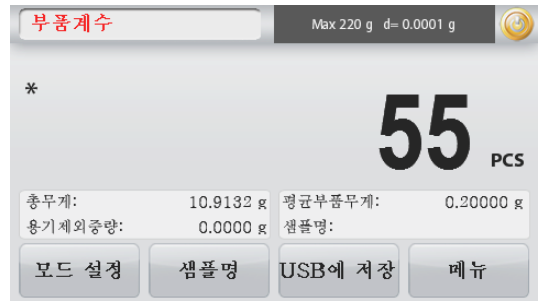 부품계수 Max 220 g d= 0.0001 g
*
55 PCS
총무게: 10.9132 g 평균부품무게: 0.20000 g
용기제외중량: 0.0000 g 샘플명:
모드 설정 샘플명 USB에 저장 메뉴